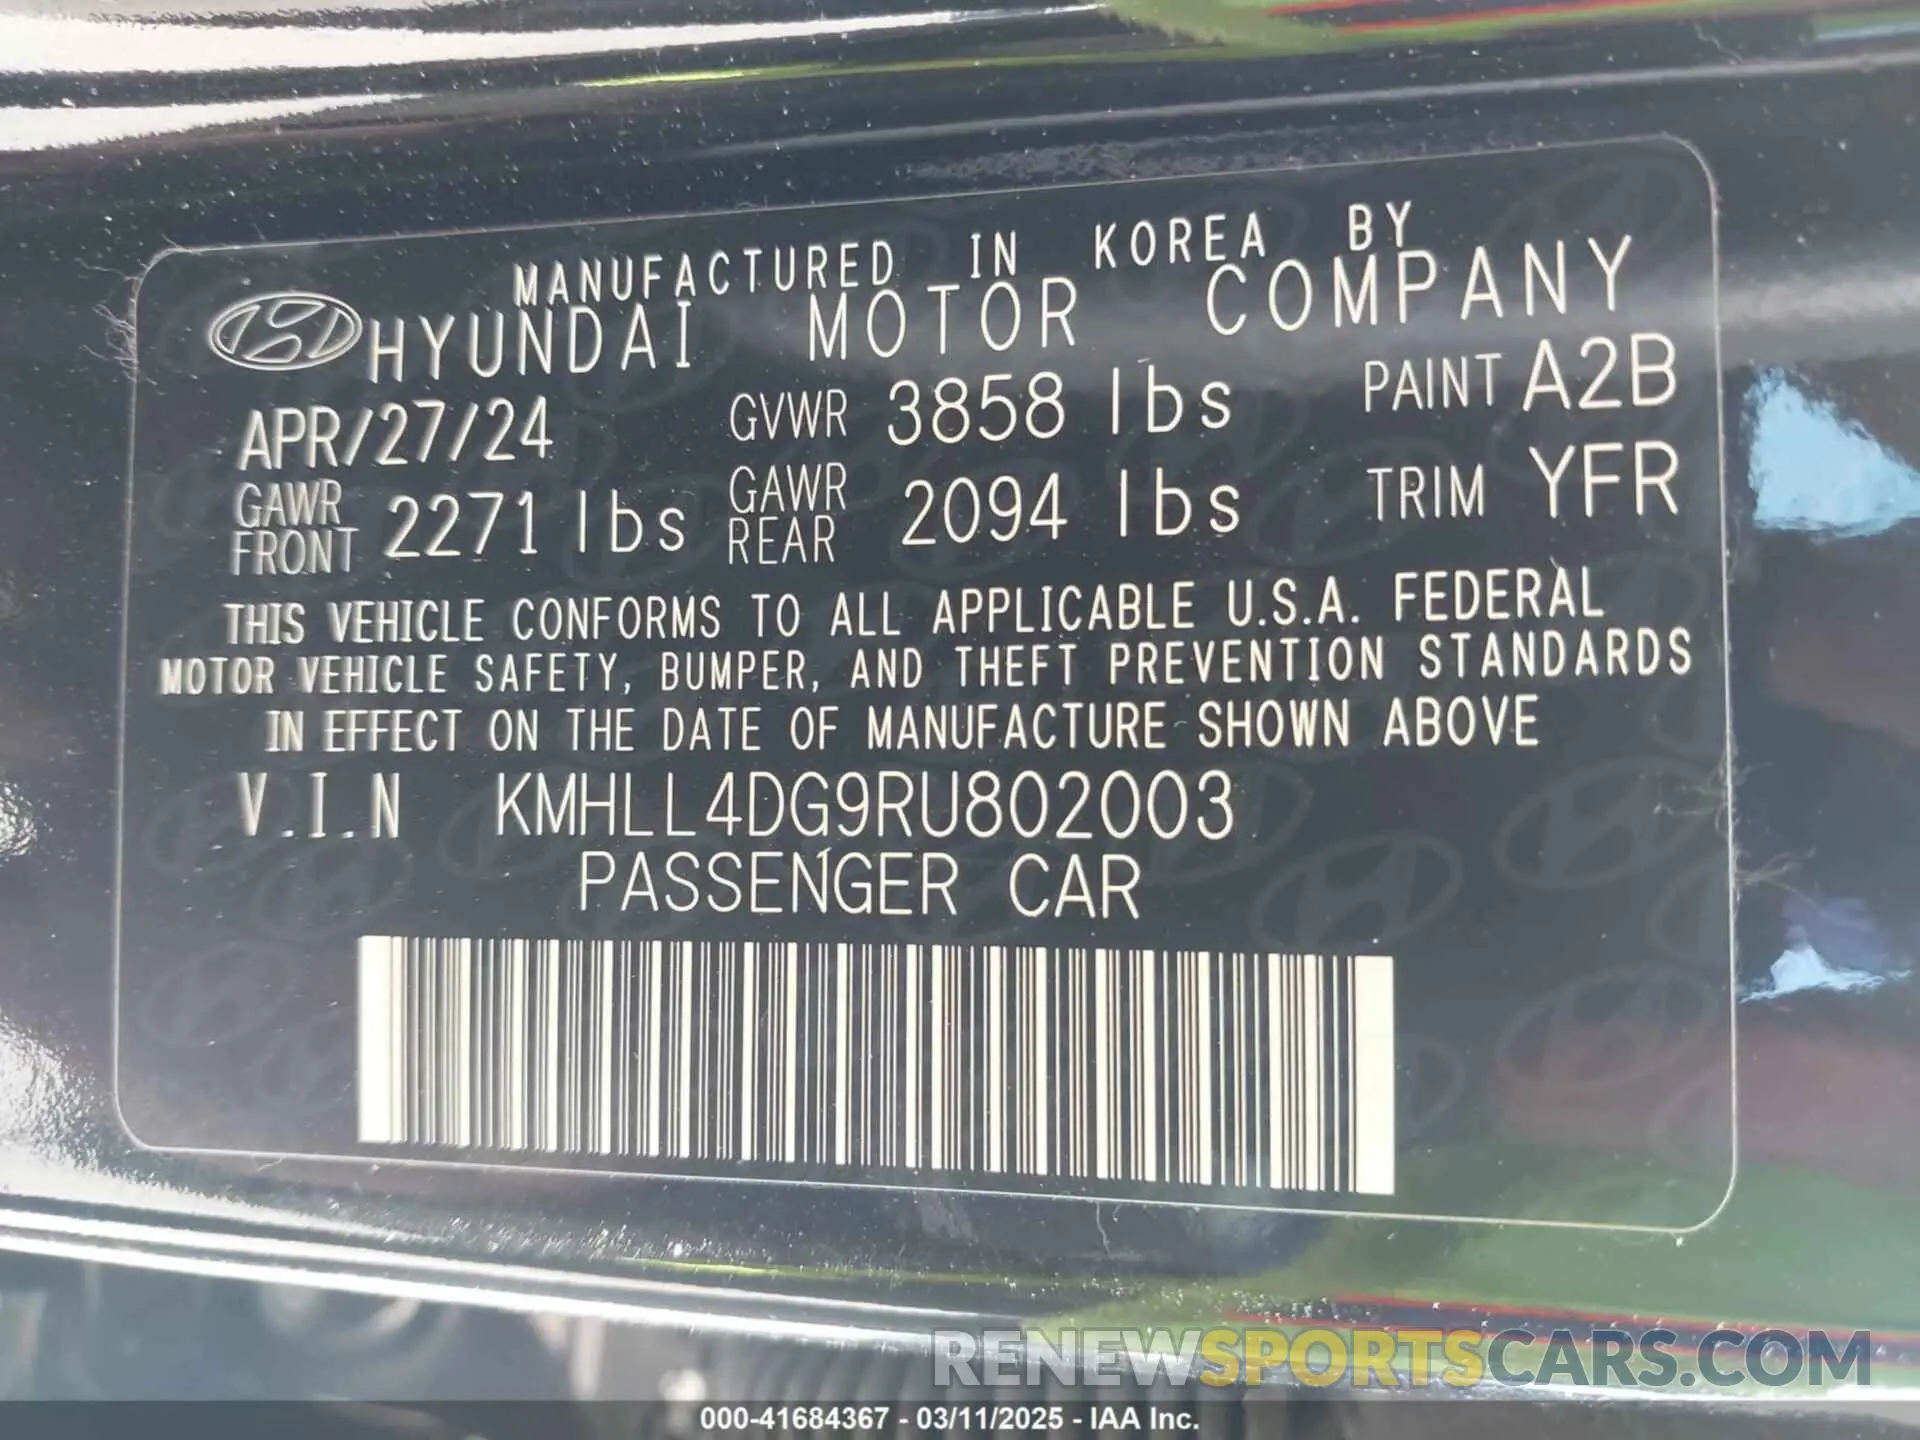 MANUFACTURED IN KOREA BY
HYUNDAI MOTOR COMPANY
APR/27/24 GVWR 3858 lbs PAINT A2B
GAWR FRONT 2271 lbs GAWR REAR 2094 lbs TRIM YFR
THIS VEHICLE CONFORMS TO ALL APPLICABLE U.S.A. FEDERAL
MOTOR VEHICLE SAFETY, BUMPER, AND THEFT PREVENTION STANDARDS
IN EFFECT ON THE DATE OF MANUFACTURE SHOWN ABOVE
V.I.N KMHLL4DG9RU802003
PASSENGER CAR
RENEWSPORTSCARS.COM
000-41684367 - 03/11/2025 - IAA Inc.